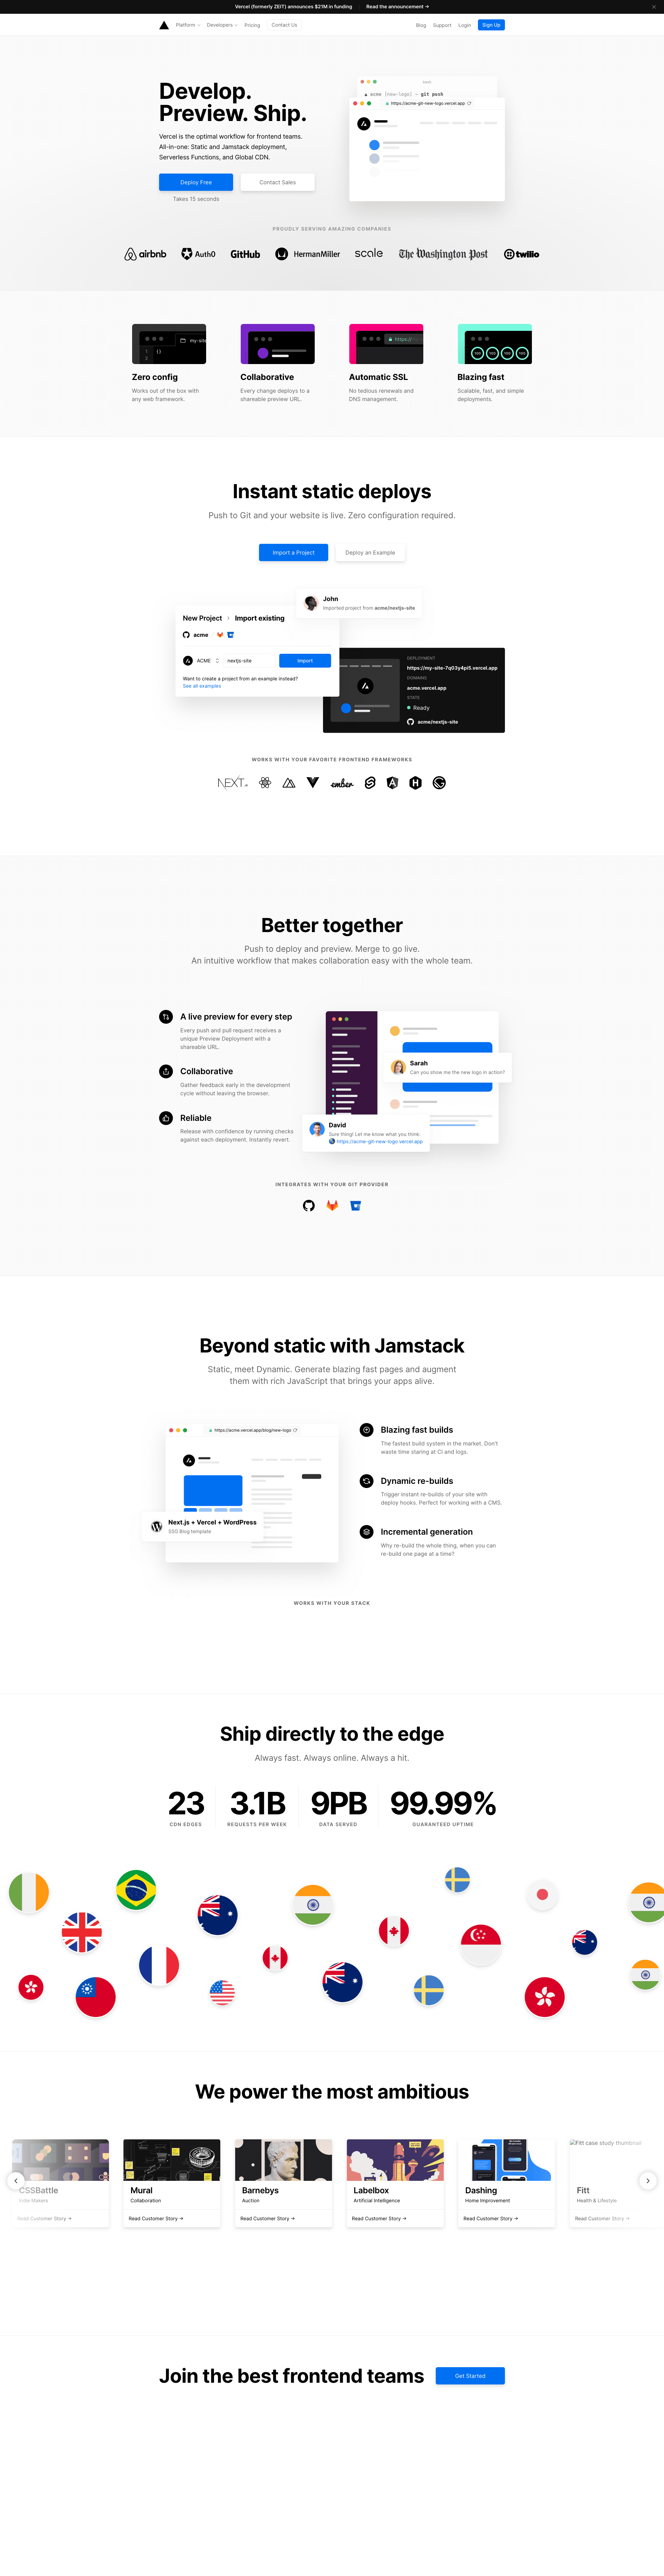 Vercel (formerly ZEIT) announces $21M in funding
Read the announcement →
Platform
Developers
Pricing
Contact Us
Blog
Support
Login
Sign Up
Develop.
Preview. Ship.
Vercel is the optimal workflow for frontend teams.
All-in-one: Static and Jamstack deployment,
Serverless Functions, and Global CDN.
Deploy Free
Contact Sales
Takes 15 seconds
bash
▲ acme (new-logo) ~ git push
https://acme-git-new-logo.vercel.app
PROUDLY SERVING AMAZING COMPANIES
airbnb
Auth0
GitHub
HermanMiller
scale
The Washington Post
twilio
my-site
1
{}
2
https://
100
100
100
100
Zero config
Works out of the box with
any web framework.
Collaborative
Every change deploys to a
shareable preview URL.
Automatic SSL
No tedious renewals and
DNS management.
Blazing fast
Scalable, fast, and simple
deployments.
Instant static deploys
Push to Git and your website is live. Zero configuration required.
Import a Project
Deploy an Example
John
Imported project from acme/nextjs-site
New Project > Import existing
acme
ACME
nextjs-site
Import
Want to create a project from an example instead?
See all examples
DEPLOYMENT
https://my-site-7q03y4pi5.vercel.app
DOMAINS
acme.vercel.app
STATE
Ready
acme/nextjs-site
WORKS WITH YOUR FAVORITE FRONTEND FRAMEWORKS
NEXT.JS
ember
Better together
Push to deploy and preview. Merge to go live.
An intuitive workflow that makes collaboration easy with the whole team.
A live preview for every step
Every push and pull request receives a
unique Preview Deployment with a
shareable URL.
Collaborative
Gather feedback early in the development
cycle without leaving the browser.
Reliable
Release with confidence by running checks
against each deployment. Instantly revert.
Sarah
Can you show me the new logo in action?
David
Sure thing! Let me know what you think:
https://acme-git-new-logo.vercel.app
INTEGRATES WITH YOUR GIT PROVIDER
Beyond static with Jamstack
Static, meet Dynamic. Generate blazing fast pages and augment
them with rich JavaScript that brings your apps alive.
https://acme.vercel.app/blog/new-logo
Next.js + Vercel + WordPress
SSG Blog template
Blazing fast builds
The fastest build system in the market. Don't
waste time staring at CI and logs.
Dynamic re-builds
Trigger instant re-builds of your site with
deploy hooks. Perfect for working with a CMS.
Incremental generation
Why re-build the whole thing, when you can
re-build one page at a time?
WORKS WITH YOUR STACK
Ship directly to the edge
Always fast. Always online. Always a hit.
23
CDN EDGES
3.1B
REQUESTS PER WEEK
9PB
DATA SERVED
99.99%
GUARANTEED UPTIME
We power the most ambitious
CSSBattle
Indie Makers
Read Customer Story →
Mural
Collaboration
Read Customer Story →
Barnebys
Auction
Read Customer Story →
Labelbox
Artificial Intelligence
Read Customer Story →
Dashing
Home Improvement
Read Customer Story →
Fitt case study thumbnail
Fitt
Health & Lifestyle
Read Customer Story →
Join the best frontend teams
Get Started